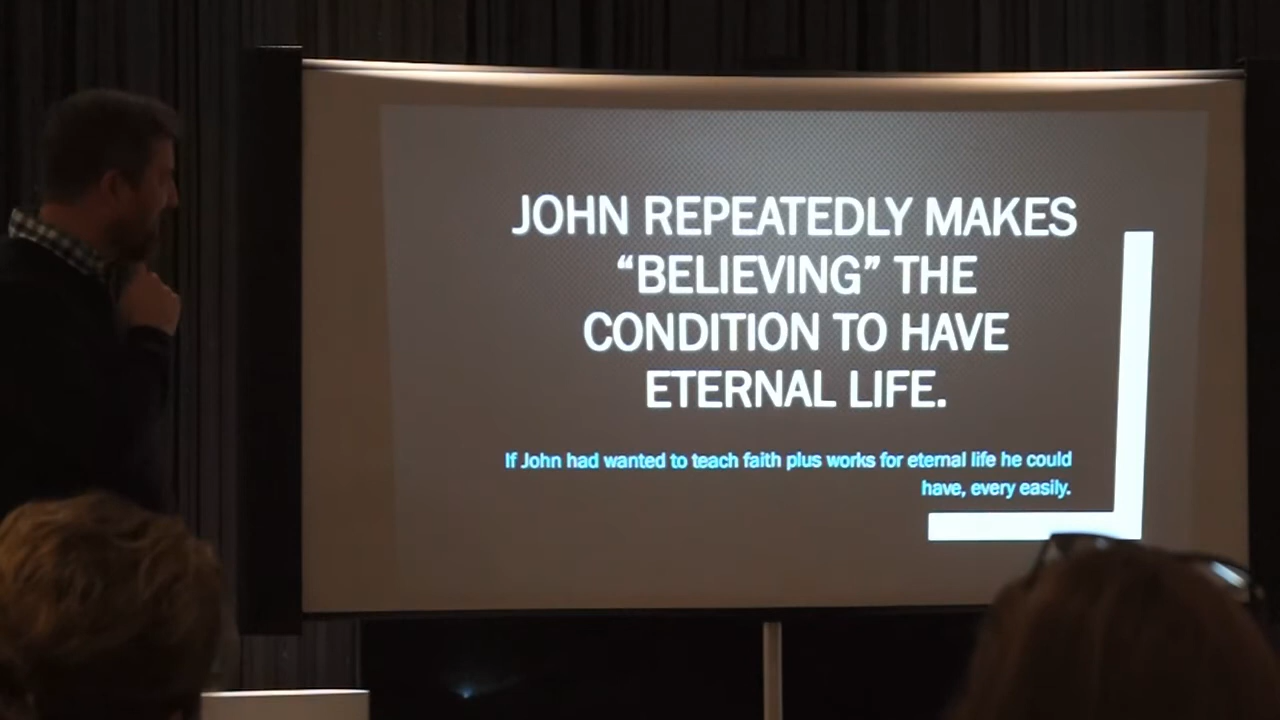 JOHN REPEATEDLY MAKES
“BELIEVING” THE
CONDITION TO HAVE
ETERNAL LIFE.
If John had wanted to teach faith plus works for eternal life he could
have, every easily.